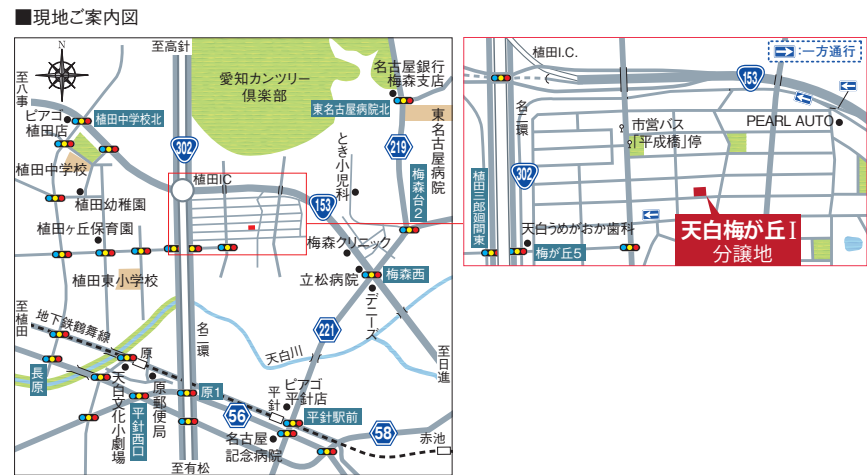 ■現地ご案内図
至高針
N
至八事
ピアゴ
植田店
植田中学校北
愛知カンツリー
倶楽部
名古屋銀行
梅森支店
東名古屋病院北
東名古屋病院
302
219
とき小児科
植田中学校
植田IC
153
梅森台2
植田幼稚園
植田ヶ丘保育園
梅森クリニック
植田東小学校
立松病院
梅森西
デニーズ
至植田
地下鉄鶴舞線
名二環
221
天白川
至日進
長原
原
天白文化小劇場
原郵便局
平針西口
原1
56
平針
ピアゴ
平針店
平針駅前
名古屋
記念病院
58
赤池
至有松
植田I.C.
:一方通行
153
名二環
市営バス
「平成橋」停
PEARL AUTO
302
植田三郎廻間東
天白うめがおか歯科
梅が丘5
天白梅が丘I
分譲地